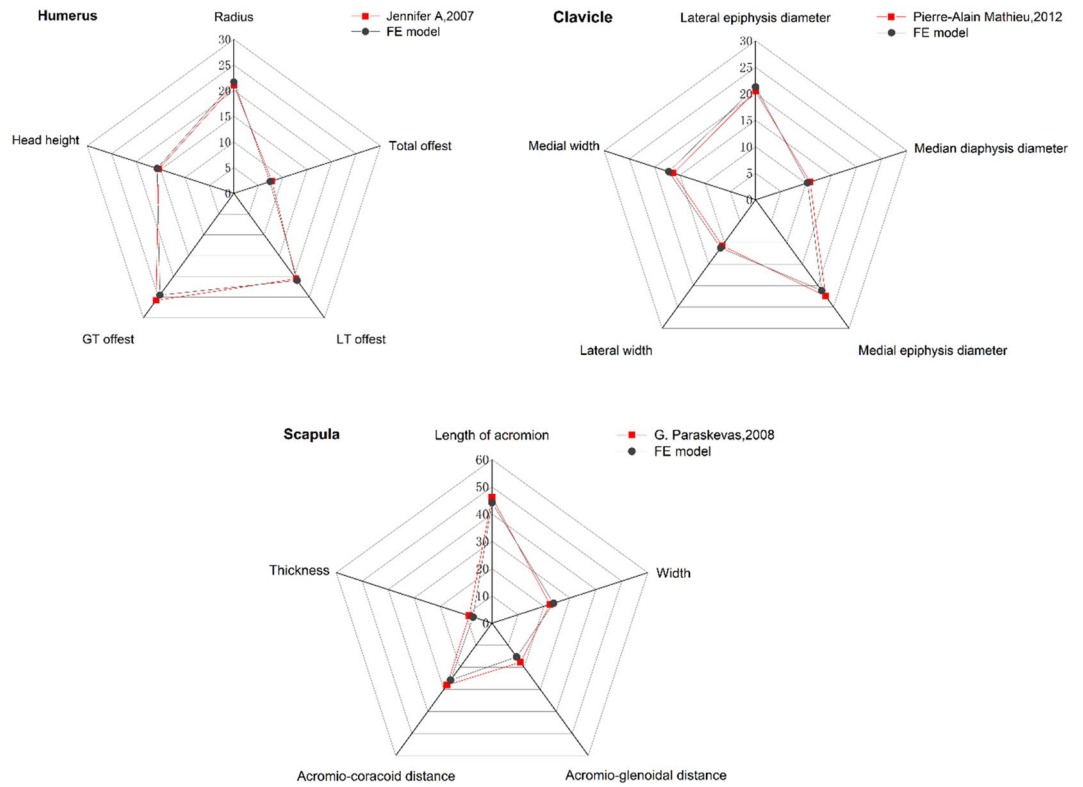 Humerus
Radius
Jennifer A,2007
FE model
30
25
20
15
10
5
0
Head height
Total offest
GT offest
LT offest
Clavicle
Lateral epiphysis diameter
Pierre-Alain Mathieu,2012
FE model
30
25
20
15
10
5
0
Medial width
Median diaphysis diameter
Lateral width
Medial epiphysis diameter
Scapula
Length of acromion
G. Paraskevas,2008
FE model
60
50
40
30
20
10
0
Thickness
Width
Acromio-coracoid distance
Acromio-glenoidal distance